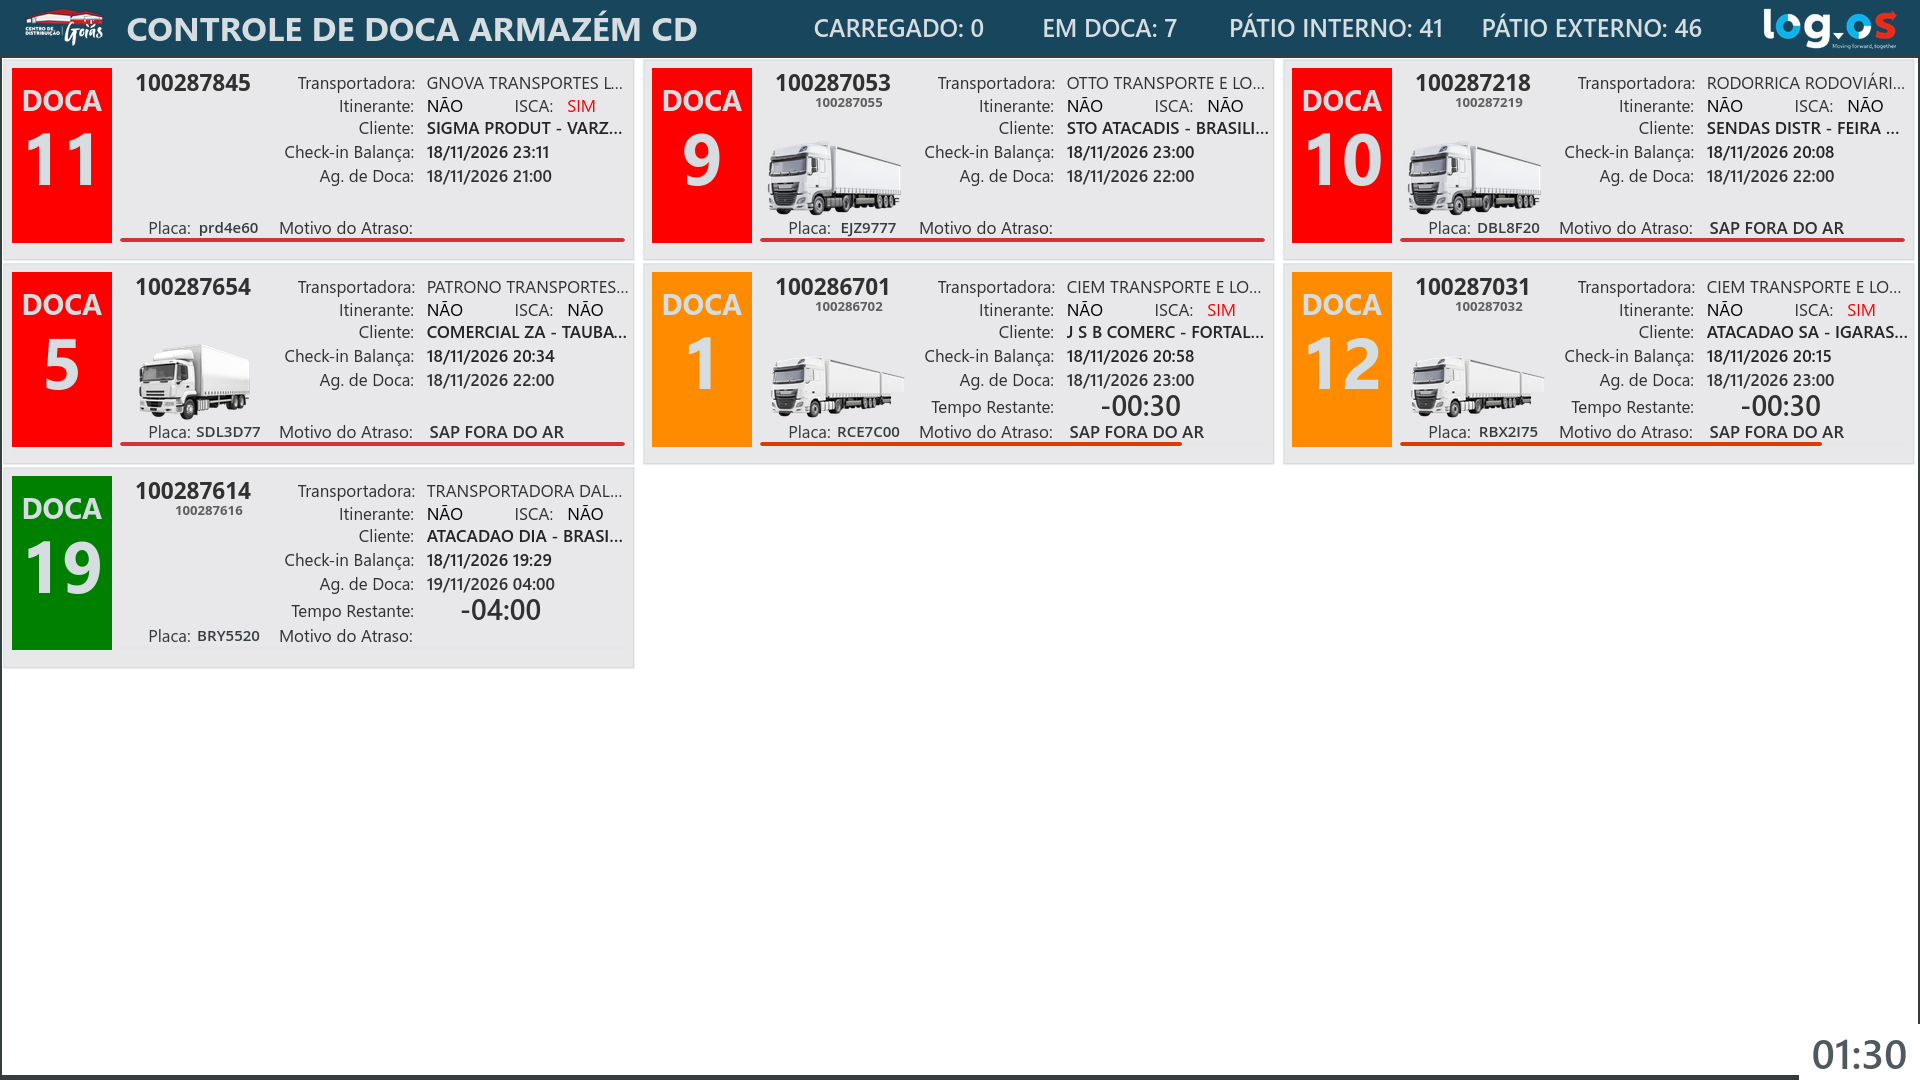 CENTRO DE DISTRIBUIÇÃO Goiás
CONTROLE DE DOCA ARMAZÉM CD
CARREGADO: 0
EM DOCA: 7
PÁTIO INTERNO: 41
PÁTIO EXTERNO: 46
log.os
Moving forward, together
DOCA
11
100287845
Transportadora: GNOVA TRANSPORTES L...
Itinerante: NÃO ISCA: SIM
Cliente: SIGMA PRODUT - VARZ...
Check-in Balança: 18/11/2026 23:11
Ag. de Doca: 18/11/2026 21:00
Placa: prd4e60 Motivo do Atraso:
DOCA
9
100287053
100287055
Transportadora: OTTO TRANSPORTE E LO...
Itinerante: NÃO ISCA: NÃO
Cliente: STO ATACADIS - BRASILI...
Check-in Balança: 18/11/2026 23:00
Ag. de Doca: 18/11/2026 22:00
Placa: EJZ9777 Motivo do Atraso:
DOCA
10
100287218
100287219
Transportadora: RODORRICA RODOVIÁRI...
Itinerante: NÃO ISCA: NÃO
Cliente: SENDAS DISTR - FEIRA ...
Check-in Balança: 18/11/2026 20:08
Ag. de Doca: 18/11/2026 22:00
Placa: DBL8F20 Motivo do Atraso: SAP FORA DO AR
DOCA
5
100287654
Transportadora: PATRONO TRANSPORTES...
Itinerante: NÃO ISCA: NÃO
Cliente: COMERCIAL ZA - TAUBA...
Check-in Balança: 18/11/2026 20:34
Ag. de Doca: 18/11/2026 22:00
Placa: SDL3D77 Motivo do Atraso: SAP FORA DO AR
DOCA
1
100286701
100286702
Transportadora: CIEM TRANSPORTE E LO...
Itinerante: NÃO ISCA: SIM
Cliente: J S B COMERC - FORTAL...
Check-in Balança: 18/11/2026 20:58
Ag. de Doca: 18/11/2026 23:00
Tempo Restante: -00:30
Placa: RCE7C00 Motivo do Atraso: SAP FORA DO AR
DOCA
12
100287031
100287032
Transportadora: CIEM TRANSPORTE E LO...
Itinerante: NÃO ISCA: SIM
Cliente: ATACADAO SA - IGARAS...
Check-in Balança: 18/11/2026 20:15
Ag. de Doca: 18/11/2026 23:00
Tempo Restante: -00:30
Placa: RBX2I75 Motivo do Atraso: SAP FORA DO AR
DOCA
19
100287614
100287616
Transportadora: TRANSPORTADORA DAL...
Itinerante: NÃO ISCA: NÃO
Cliente: ATACADAO DIA - BRASI...
Check-in Balança: 18/11/2026 19:29
Ag. de Doca: 19/11/2026 04:00
Tempo Restante: -04:00
Placa: BRY5520 Motivo do Atraso:
01:30